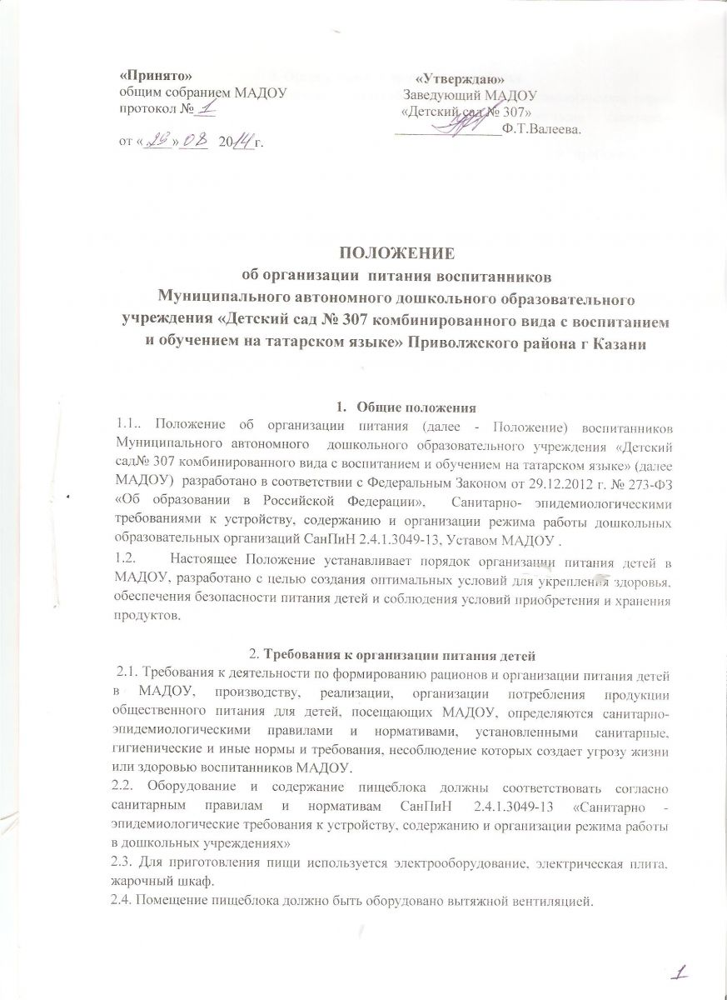 «Принято»
«Утверждаю»
общим собранием МАДОУ
Заведующий МАДОУ
протокол №_1_
«Детский сад № 307»
_______________Ф.Т.Валеева.
от «____»_08_ 2014г.
ПОЛОЖЕНИЕ
об организации питания воспитанников
Муниципального автономного дошкольного образовательного
учреждения «Детский сад № 307 комбинированного вида с воспитанием
и обучением на татарском языке» Приволжского района г Казани
1. Общие положения
1.1.. Положение об организации питания (далее - Положение) воспитанников
Муниципального автономного дошкольного образовательного учреждения «Детский
сад№ 307 комбинированного вида с воспитанием и обучением на татарском языке» (далее
МАДОУ) разработано в соответствии с Федеральным Законом от 29.12.2012 г. № 273-ФЗ
«Об образовании в Российской Федерации», Санитарно- эпидемиологическими
требованиями к устройству, содержанию и организации режима работы дошкольных
образовательных организаций СанПиН 2.4.1.3049-13, Уставом МАДОУ .
1.2. Настоящее Положение устанавливает порядок организации питания детей в
МАДОУ, разработано с целью создания оптимальных условий для укрепления здоровья,
обеспечения безопасности питания детей и соблюдения условий приобретения и хранения
продуктов.
2. Требования к организации питания детей
2.1. Требования к деятельности по формированию рационов и организации питания детей
в МАДОУ, производству, реализации, организации потребления продукции
общественного питания для детей, посещающих МАДОУ, определяются санитарно-
эпидемиологическими правилами и нормативами, установленными санитарные,
гигиенические и иные нормы и требования, несоблюдение которых создает угрозу жизни
или здоровью воспитанников МАДОУ.
2.2. Оборудование и содержание пищеблока должны соответствовать согласно
санитарным правилам и нормативам СанПиН 2.4.1.3049-13 «Санитарно -
эпидемиологические требования к устройству, содержанию и организации режима работы
в дошкольных учреждениях»
2.3. Для приготовления пищи используется электрооборудование, электрическая плита,
жарочный шкаф.
2.4. Помещение пищеблока должно быть оборудовано вытяжной вентиляцией.
1